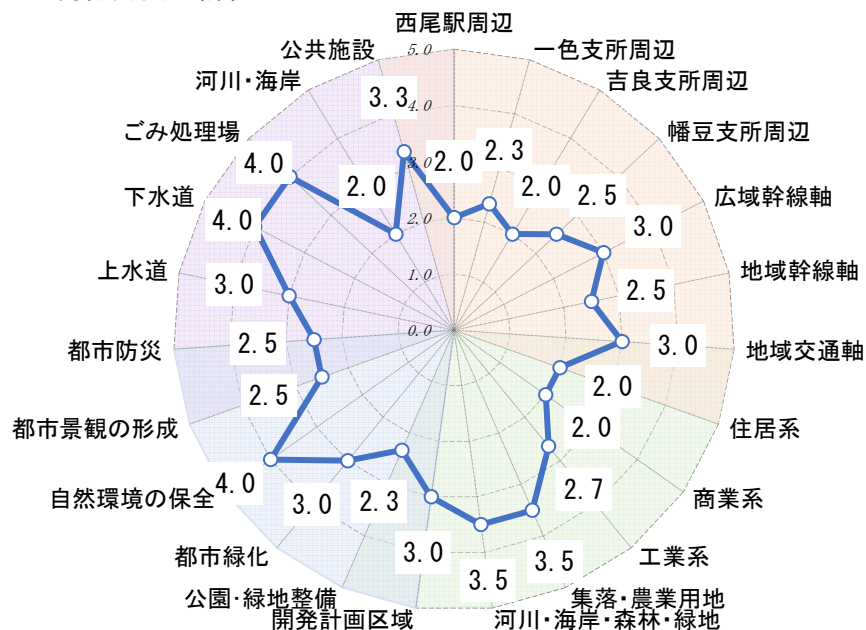 西尾駅周辺
一色支所周辺
吉良支所周辺
幡豆支所周辺
広域幹線軸
地域幹線軸
地域交通軸
住居系
商業系
工業系
集落・農業用地
河川・海岸・森林・緑地
開発計画区域
公園・緑地整備
都市緑化
自然環境の保全
都市景観の形成
都市防災
上水道
下水道
ごみ処理場
河川・海岸
公共施設
5.0
4.0
3.0
2.0
1.0
0.0
2.0
2.3
2.0
2.5
3.0
2.5
3.0
2.0
2.0
2.7
3.5
3.5
3.0
2.3
3.0
4.0
2.5
2.5
3.0
4.0
4.0
2.0
3.3